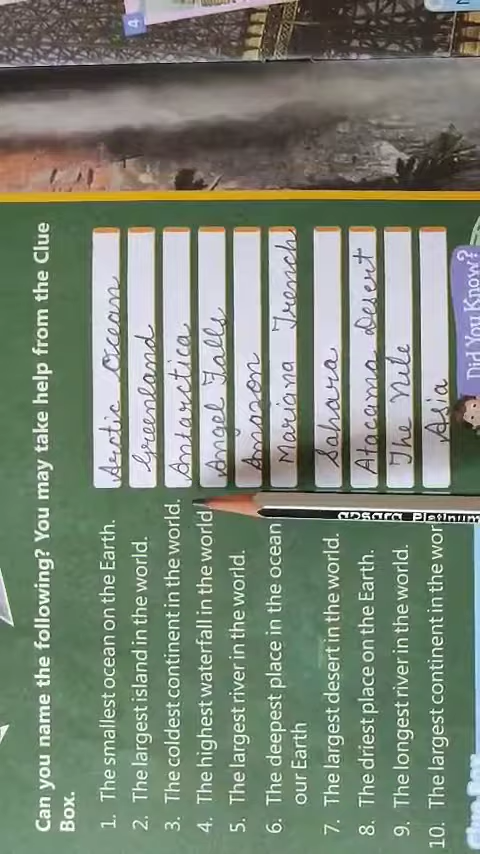 Can you name the following? You may take help from the Clue
Box.
1. The smallest ocean on the Earth. Arctic Ocean
2. The largest island in the world. Greenland
3. The coldest continent in the world. Antarctica
4. The highest waterfall in the world Angel Falls
5. The largest river in the world. Amazon
6. The deepest place in the ocean Mariana Trench
our Earth
7. The largest desert in the world. Sahara
8. The driest place on the Earth. Atacama Desert
9. The longest river in the world. The Nile
10. The largest continent in the wor Asia
apsara Platinum
Did You Know?
Clue Box
4